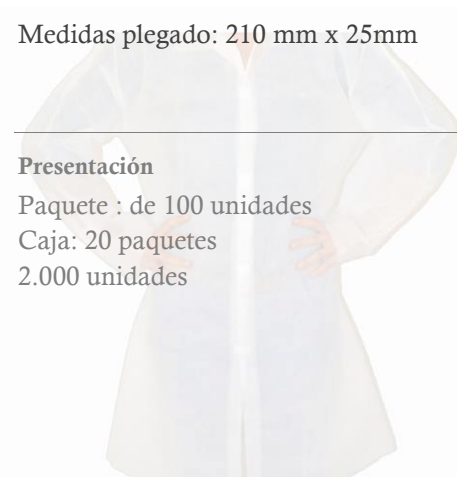 Medidas plegado: 210 mm x 25mm
Presentación
Paquete : de 100 unidades
Caja: 20 paquetes
2.000 unidades